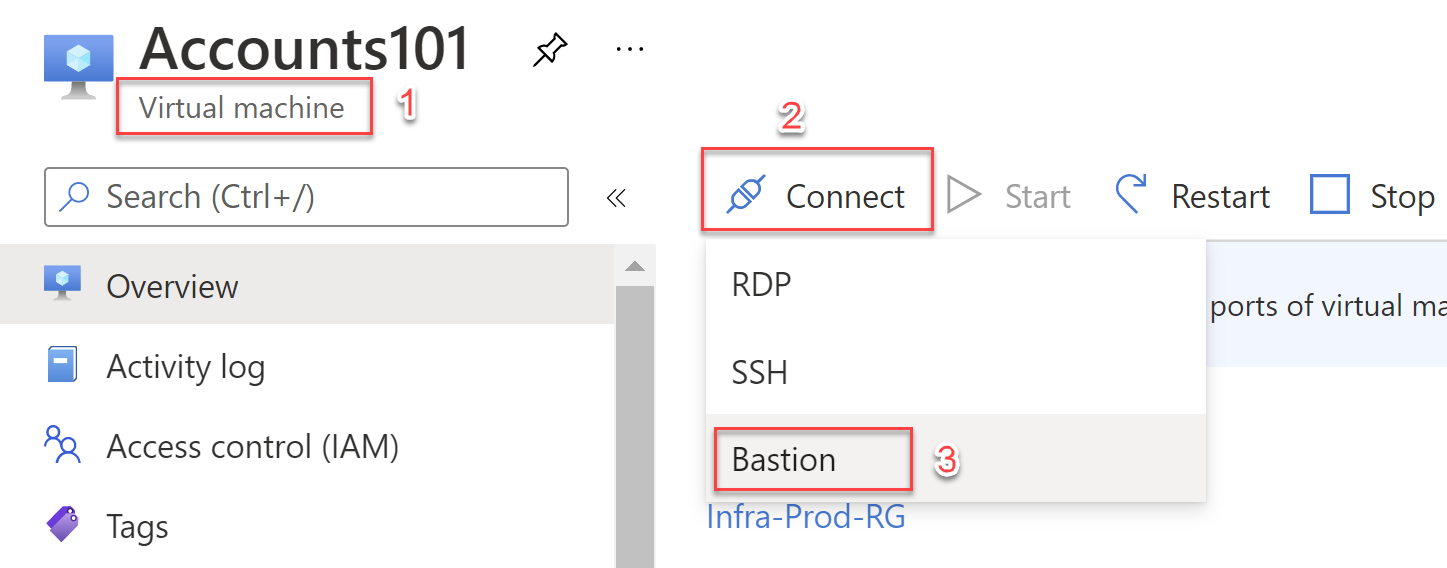 Accounts101
...
Virtual machine 1
2
Search (Ctrl+/) «
Connect Start Restart Stop
Overview
RDP
ports of virtual ma
Activity log
SSH
Access control (IAM)
Bastion 3
Infra-Prod-RG
Tags